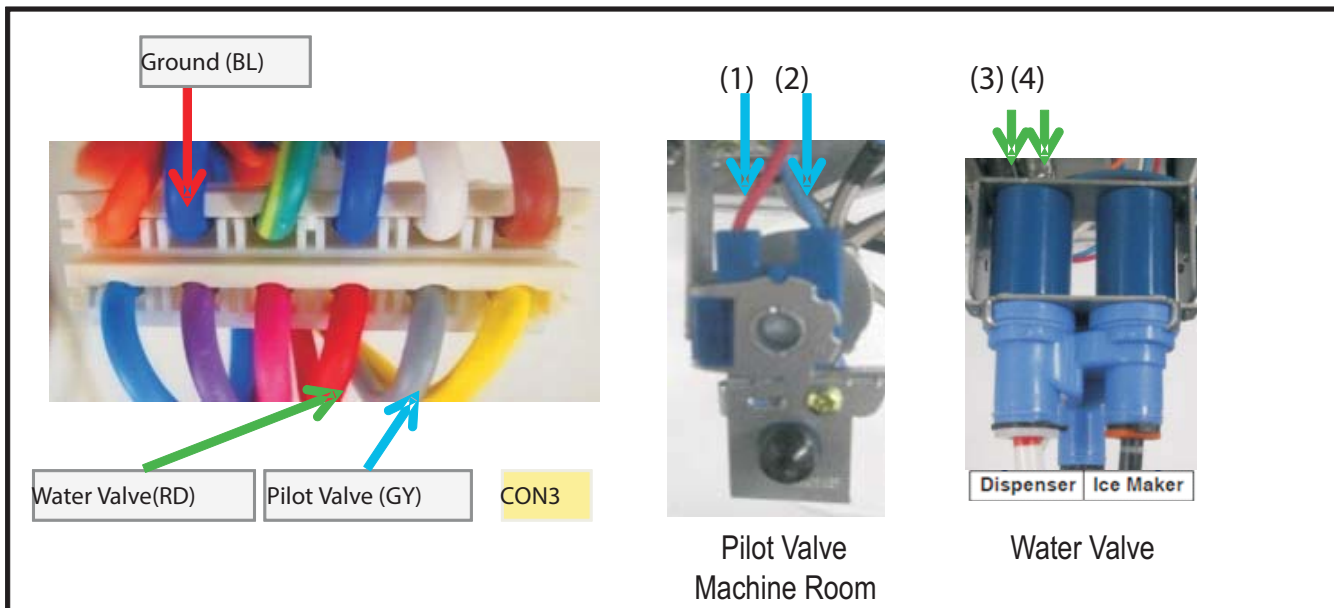 Ground (BL)
(1) (2)
(3) (4)
Water Valve(RD)
Pilot Valve (GY)
CON3
Dispenser
Ice Maker
Pilot Valve
Machine Room
Water Valve